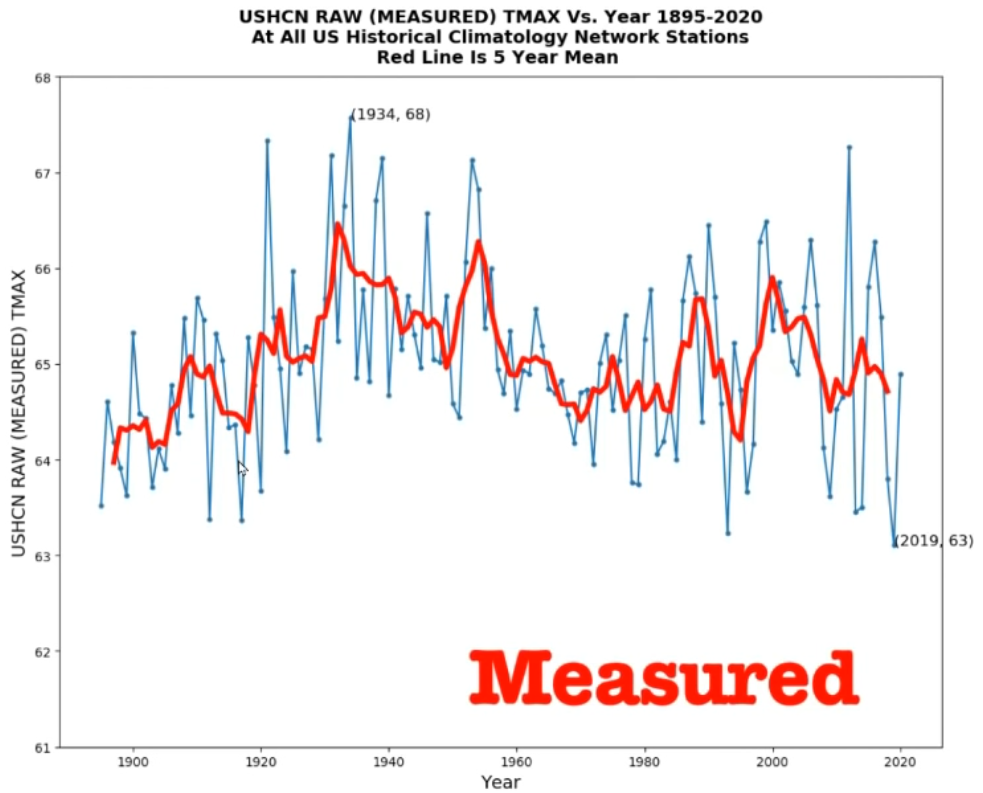 USHCN RAW (MEASURED) TMAX Vs. Year 1895-2020
At All US Historical Climatology Network Stations
Red Line Is 5 Year Mean
68
(1934, 68)
67
66
65
64
(2019, 63)
63
62
61
USHCN RAW (MEASURED) TMAX
Measured
1900 1920 1940 1960 1980 2000 2020
Year